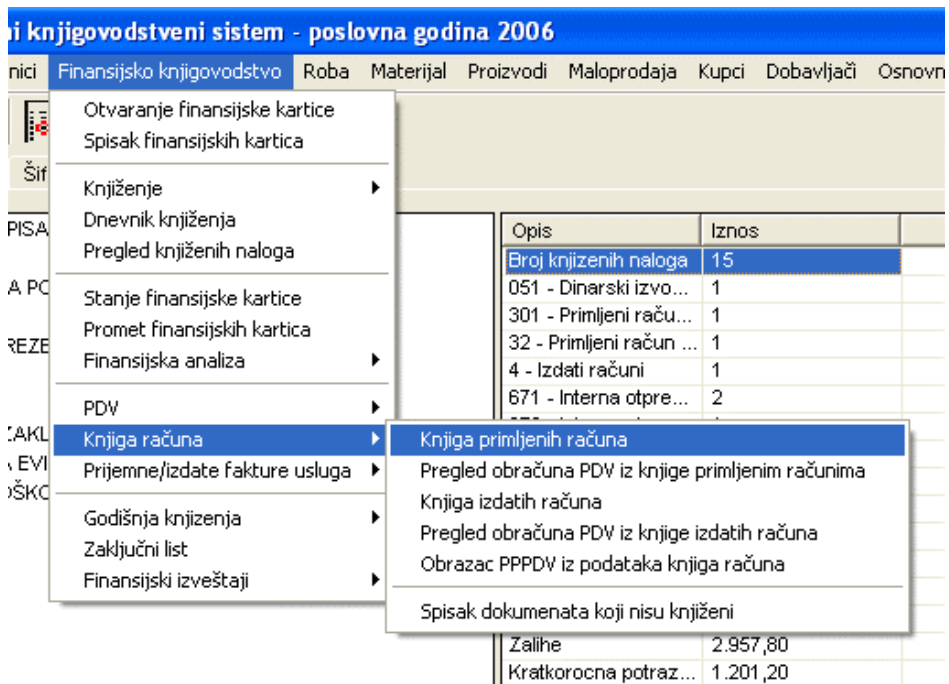 ni knjigovodstveni sistem - poslovna godina 2006
nici Finansijsko knjigovodstvo Roba Materijal Proizvodi Maloprodaja Kupci Dobavljači Osnovn
Otvaranje finansijske kartice
Spisak finansijskih kartica
Šif
Knjiženje
Dnevnik knjiženja
Pregled knjiženih naloga
Stanje finansijske kartice
Promet finansijskih kartica
Finansijska analiza
PDV
Knjiga računa
Prijemne/izdate fakture usluga
Godišnja knjizenja
Zaključni list
Finansijski izveštaji
PISA
A PO
REZE
ZAKL
A EVI
OŠKO
Opis Iznos
Broj knjizenih naloga 15
051 - Dinarski izvo... 1
301 - Primljeni raču... 1
32 - Primljeni račun ... 1
4 - Izdati računi 1
671 - Interna otpre... 2
Knjiga primljenih računa
Pregled obračuna PDV iz knjige primljenim računima
Knjiga izdatih računa
Pregled obračuna PDV iz knjige izdatih računa
Obrazac PPPDV iz podataka knjiga računa
Spisak dokumenata koji nisu knjiženi
Zalihe 2.957,80
Kratkorocna potraz... 1.201,20